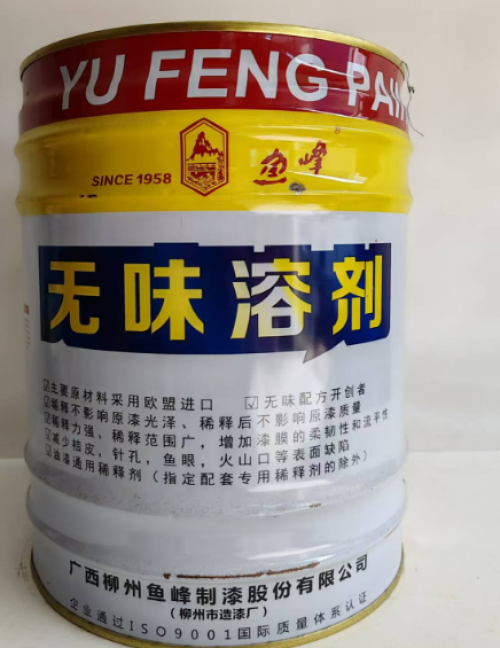 YU FENG PAIN
SINCE 1958 鱼峰
无味溶剂
☑主要原材料采用欧盟进口 ☑无味配方开创者
☑稀释不影响原漆光泽、稀释后不影响原漆质量
☑稀释力强、稀释范围广，增加漆膜的柔韧性和流平性
☑减少桔皮，针孔，鱼眼，火山口等表面缺陷
☑油漆通用稀释剂（指定配套专用稀释剂的除外）
广西柳州鱼峰制漆股份有限公司
（柳州市造漆厂）
企业通过ISO9001国际质量体系认证